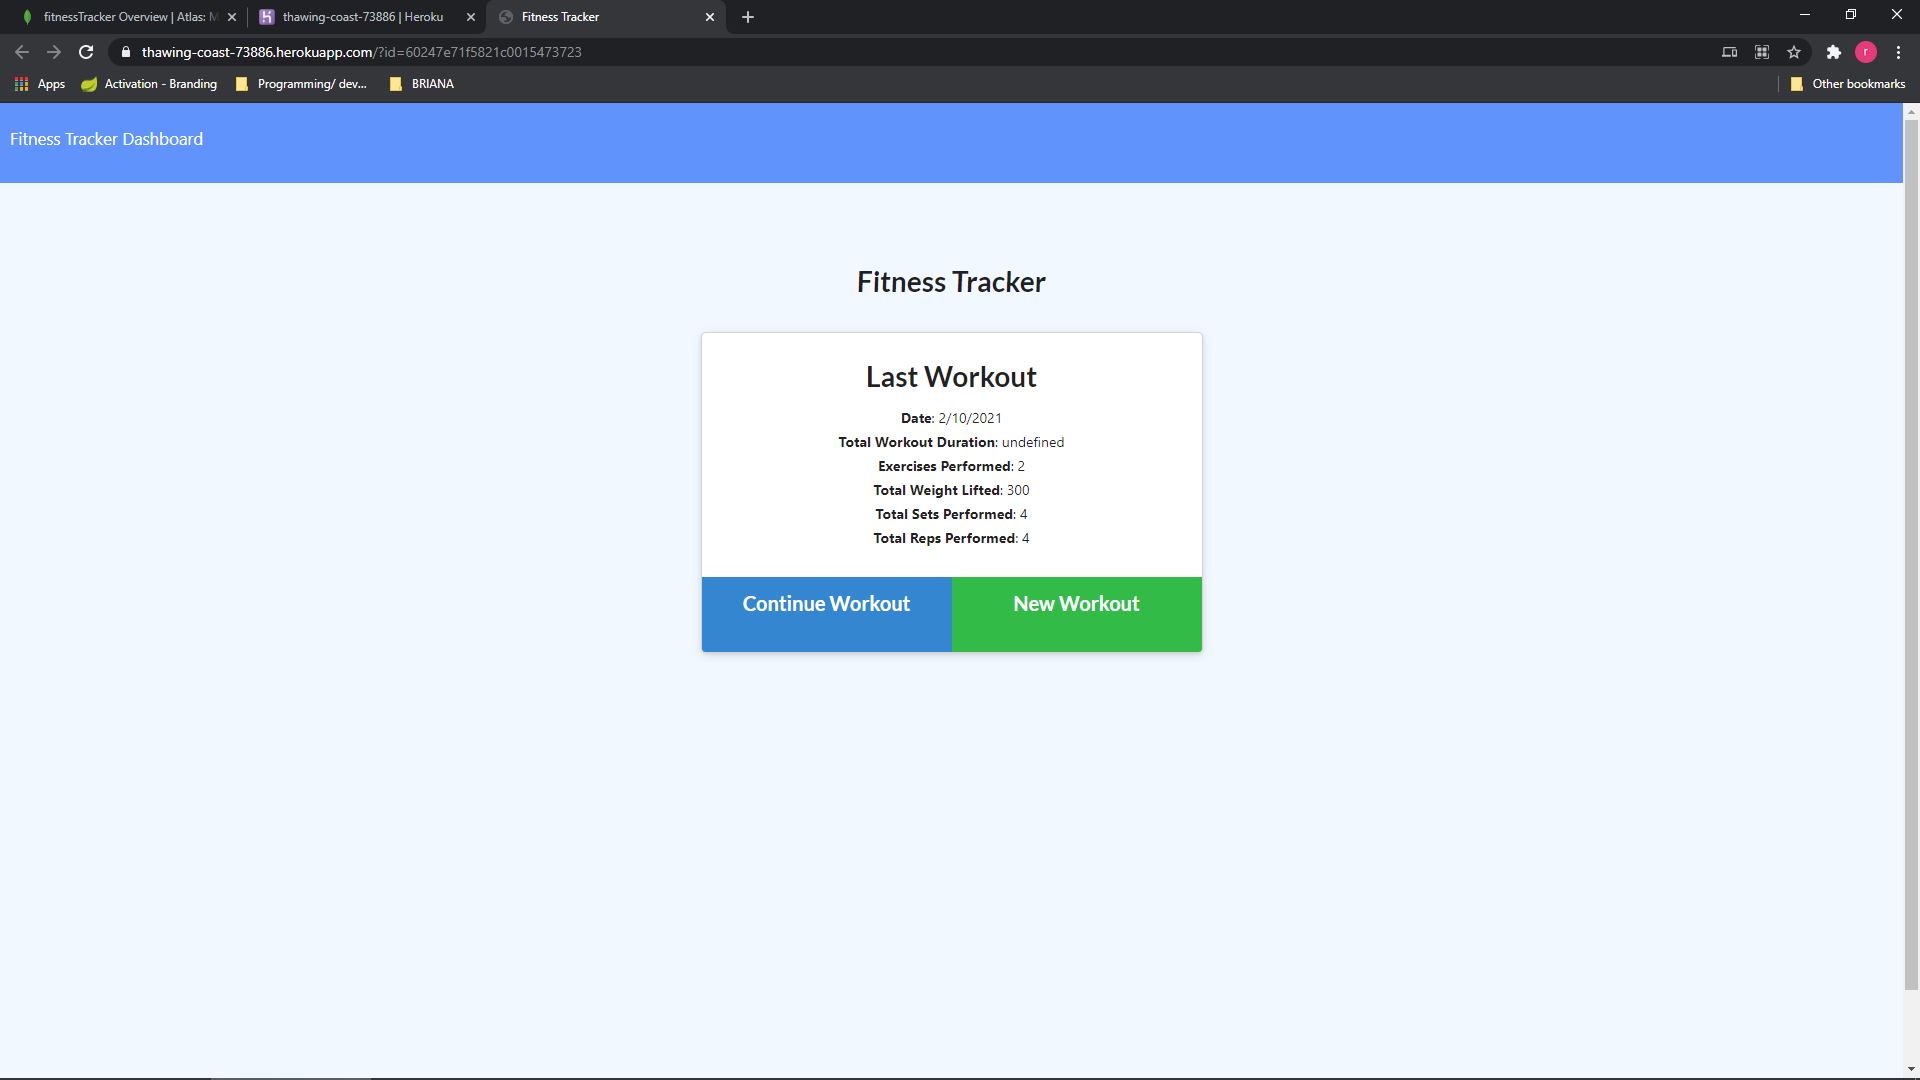 fitnessTracker Overview | Atlas: M
thawing-coast-73886 | Heroku
Fitness Tracker
thawing-coast-73886.herokuapp.com/?id=60247e71f5821c0015473723
r
Apps
Activation - Branding
Programming/ dev...
BRIANA
Other bookmarks
Fitness Tracker Dashboard
Fitness Tracker
Last Workout
Date: 2/10/2021
Total Workout Duration: undefined
Exercises Performed: 2
Total Weight Lifted: 300
Total Sets Performed: 4
Total Reps Performed: 4
Continue Workout
New Workout